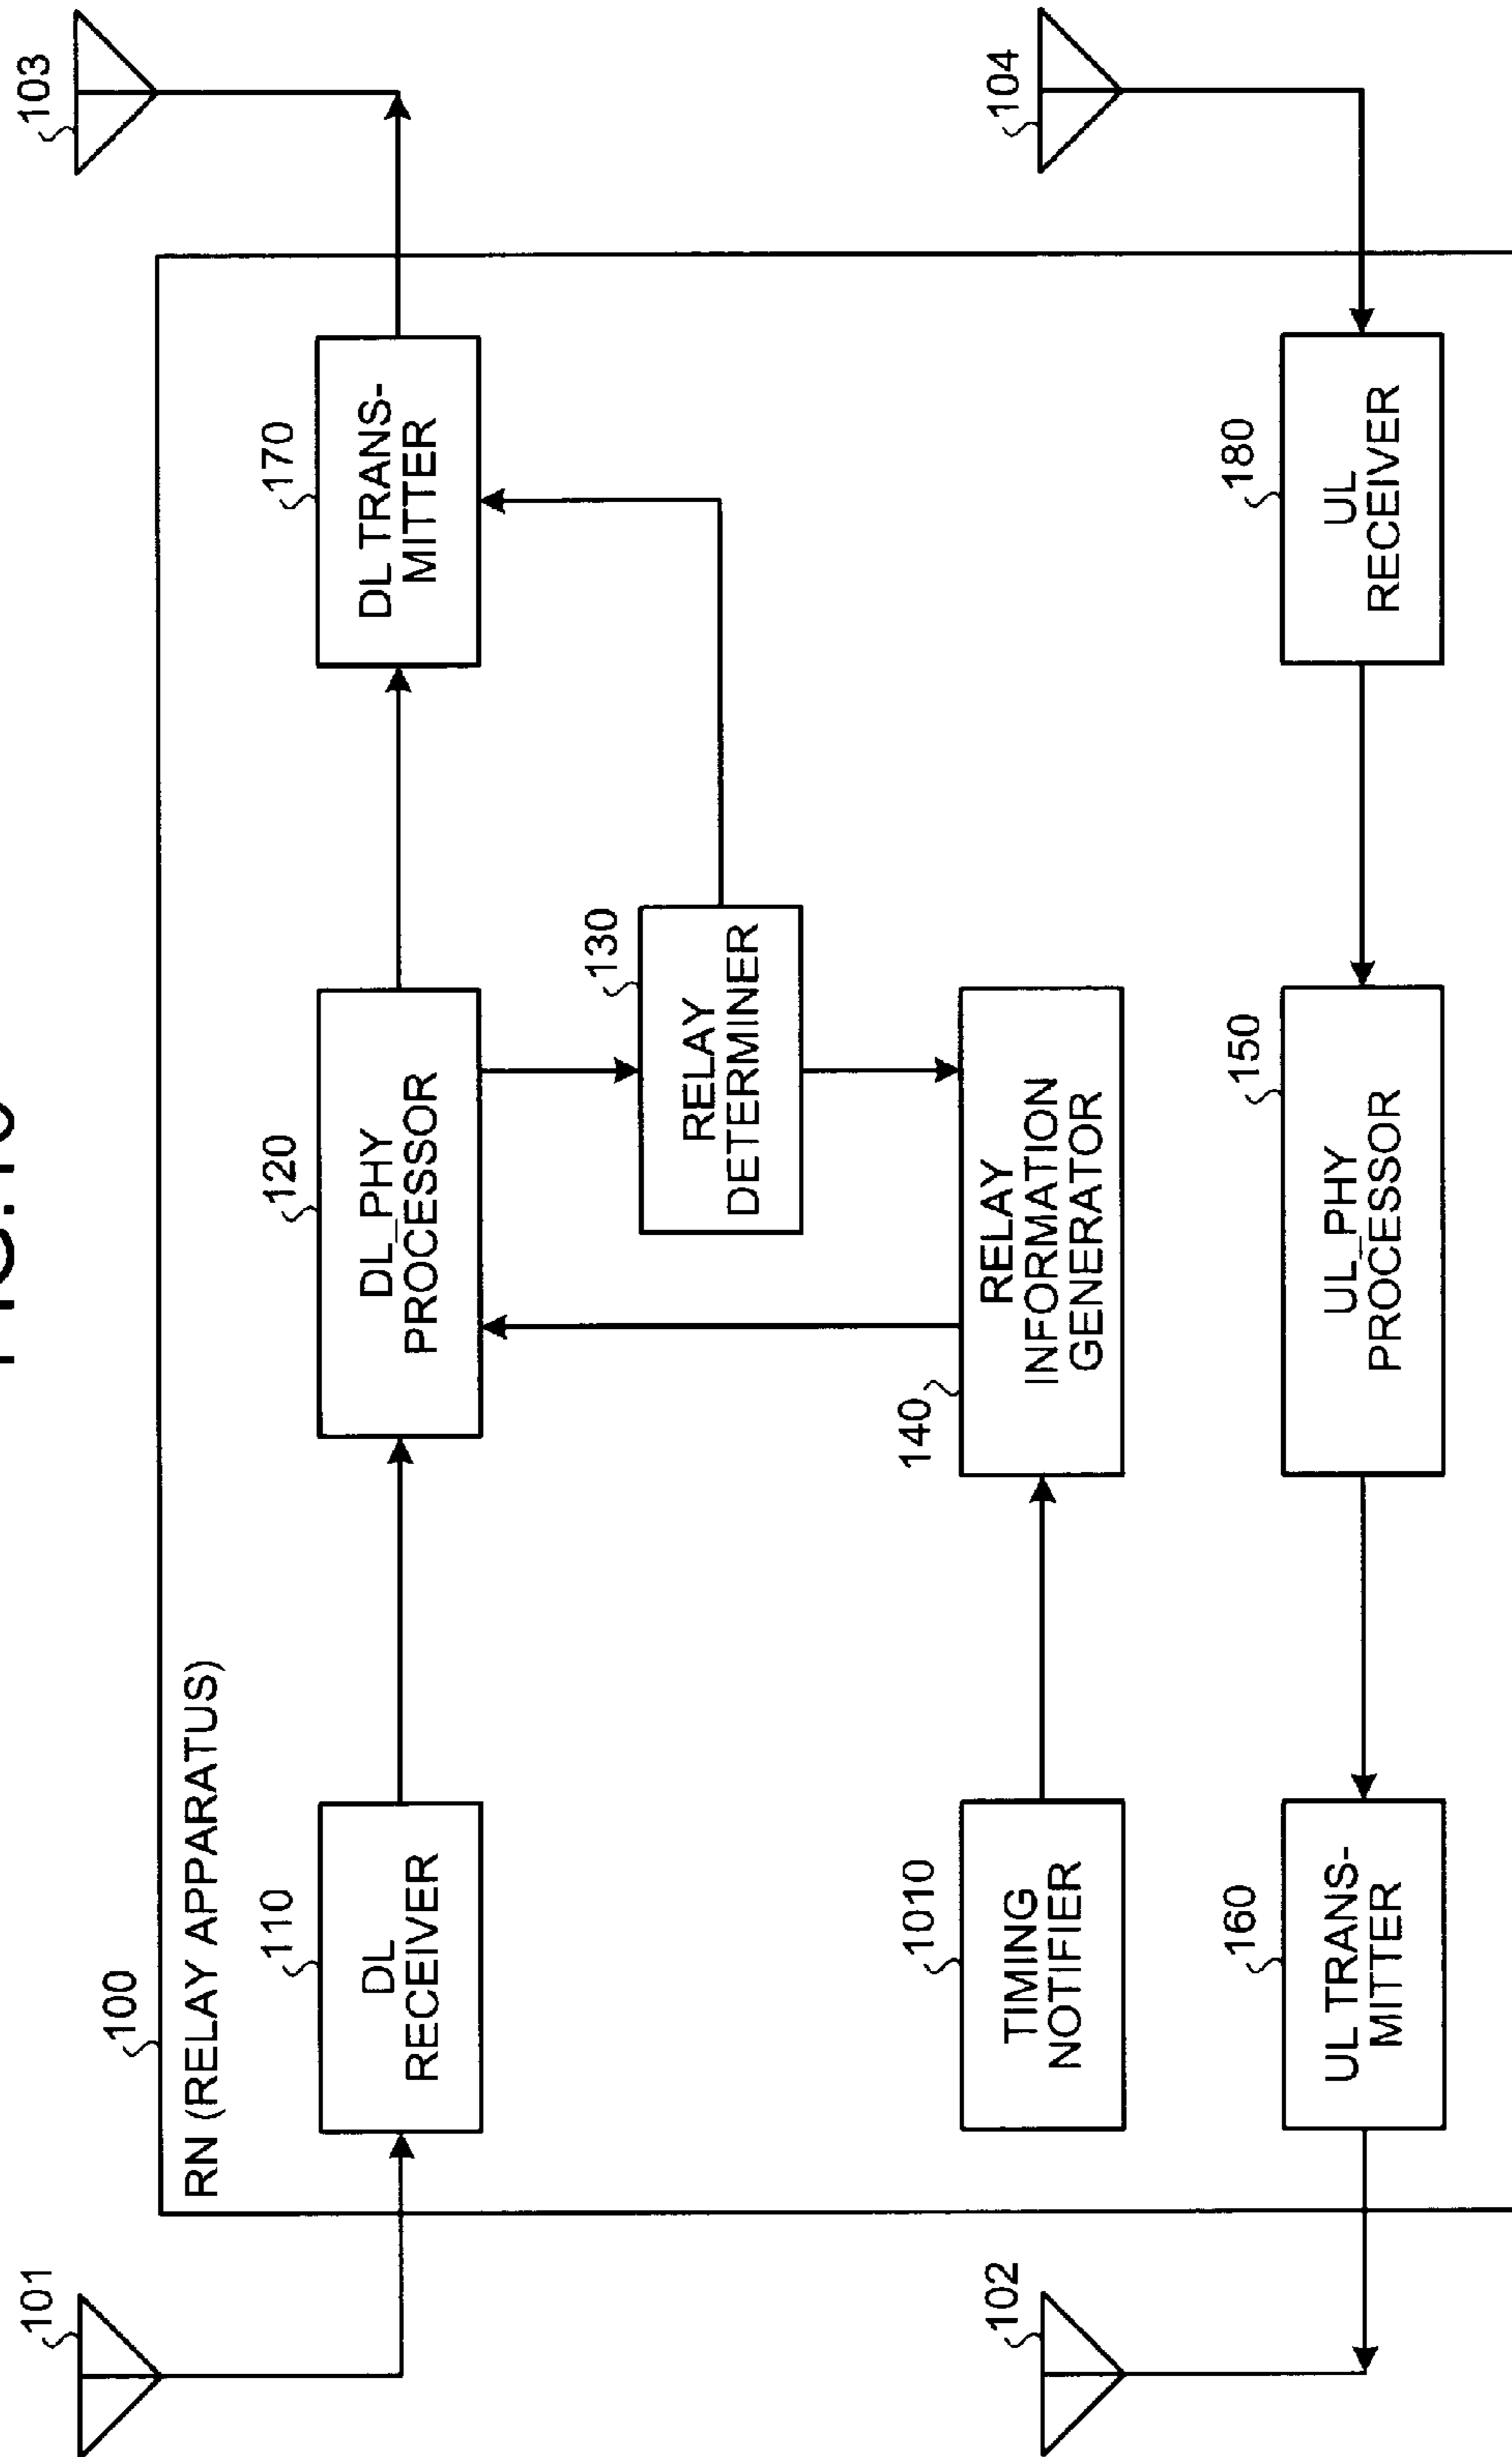 101
103
100
RN (RELAY APPARATUS)
110
DL
RECEIVER
120
DL_PHY
PROCESSOR
170
DL TRANS-
MITTER
130
RELAY
DETERMINER
102
104
1010
TIMING
NOTIFIER
140
RELAY
INFORMATION
GENERATOR
160
UL TRANS-
MITTER
150
UL_PHY
PROCESSOR
180
UL
RECEIVER